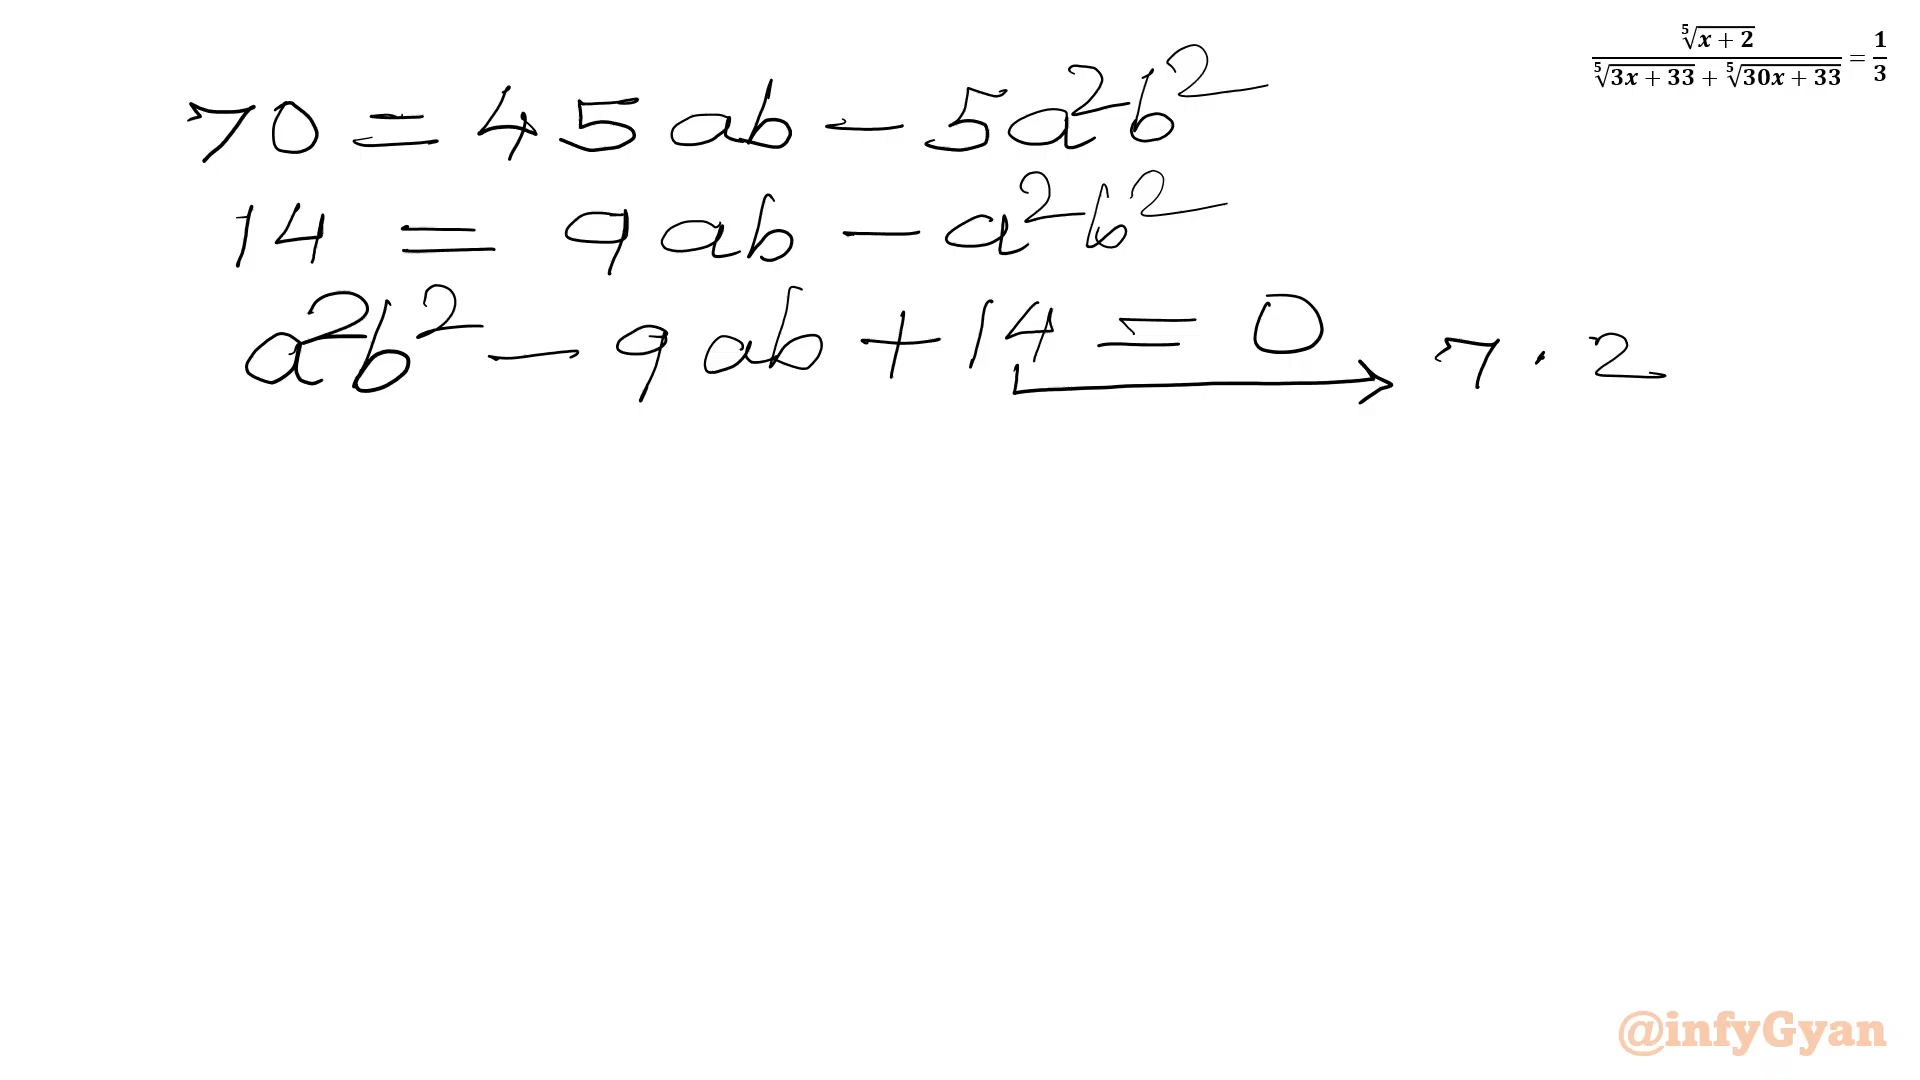 ⁵√(x + 2) / (⁵√(3x + 33) + ⁵√(30x + 33)) = 1/3
70 = 45ab − 5a²b²
14 = 9ab − a²b²
a²b² − 9ab + 14 = 0 → 7 · 2
@infyGyan